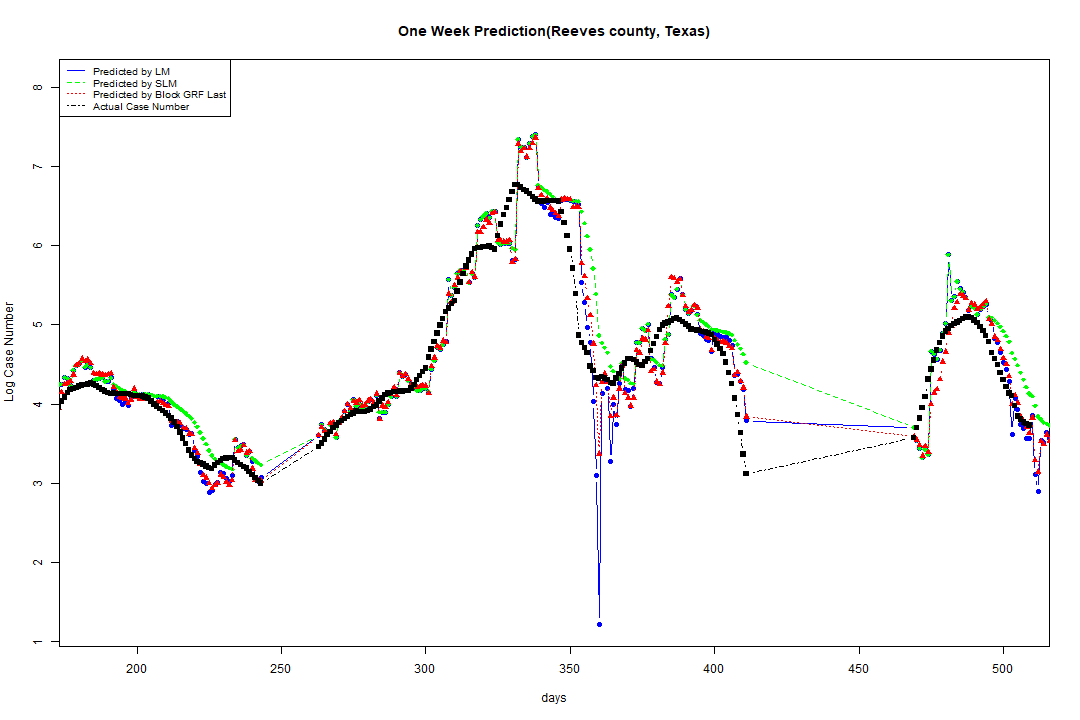 One Week Prediction(Reeves county, Texas)
Predicted by LM
Predicted by SLM
Predicted by Block GRF Last
Actual Case Number
8
7
6
5
4
3
2
1
Log Case Number
200 250 300 350 400 450 500
days